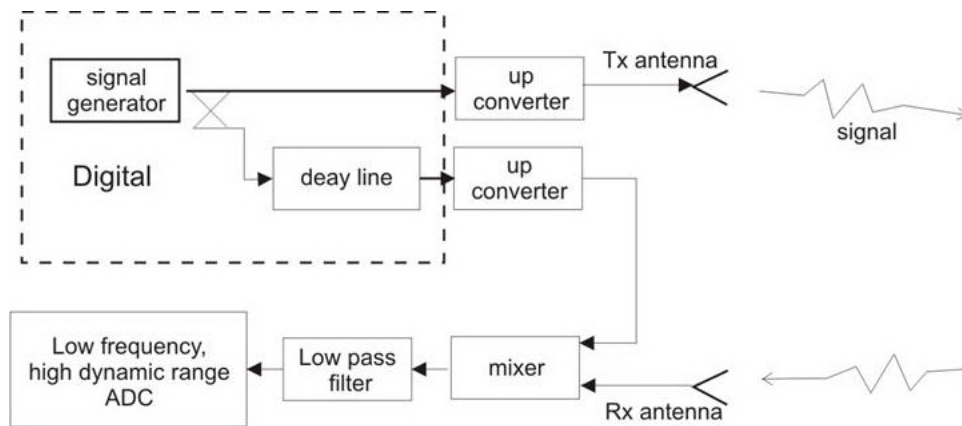 signal
generator
up
converter
Tx antenna
signal
Digital
deay line
up
converter
Low frequency,
high dynamic range
ADC
Low pass
filter
mixer
Rx antenna